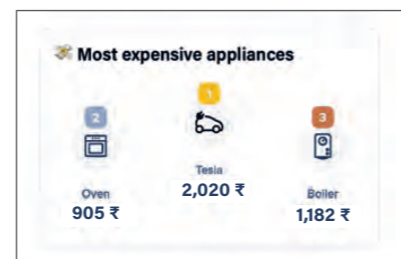 Most expensive appliances
1
2
3
Tesla
2,020 ₹
Oven
905 ₹
Boiler
1,182 ₹